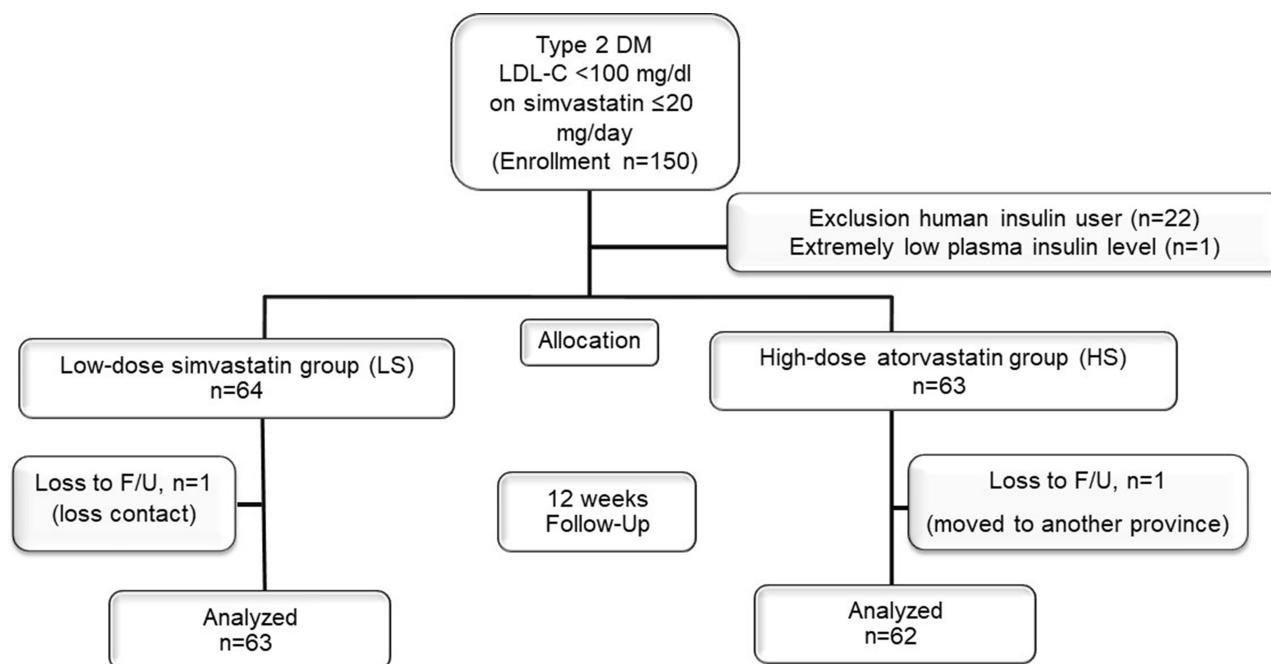 Type 2 DM
LDL-C <100 mg/dl
on simvastatin ≤20
mg/day
(Enrollment n=150)
Exclusion human insulin user (n=22)
Extremely low plasma insulin level (n=1)
Allocation
Low-dose simvastatin group (LS)
n=64
High-dose atorvastatin group (HS)
n=63
Loss to F/U, n=1
(loss contact)
12 weeks
Follow-Up
Loss to F/U, n=1
(moved to another province)
Analyzed
n=63
Analyzed
n=62